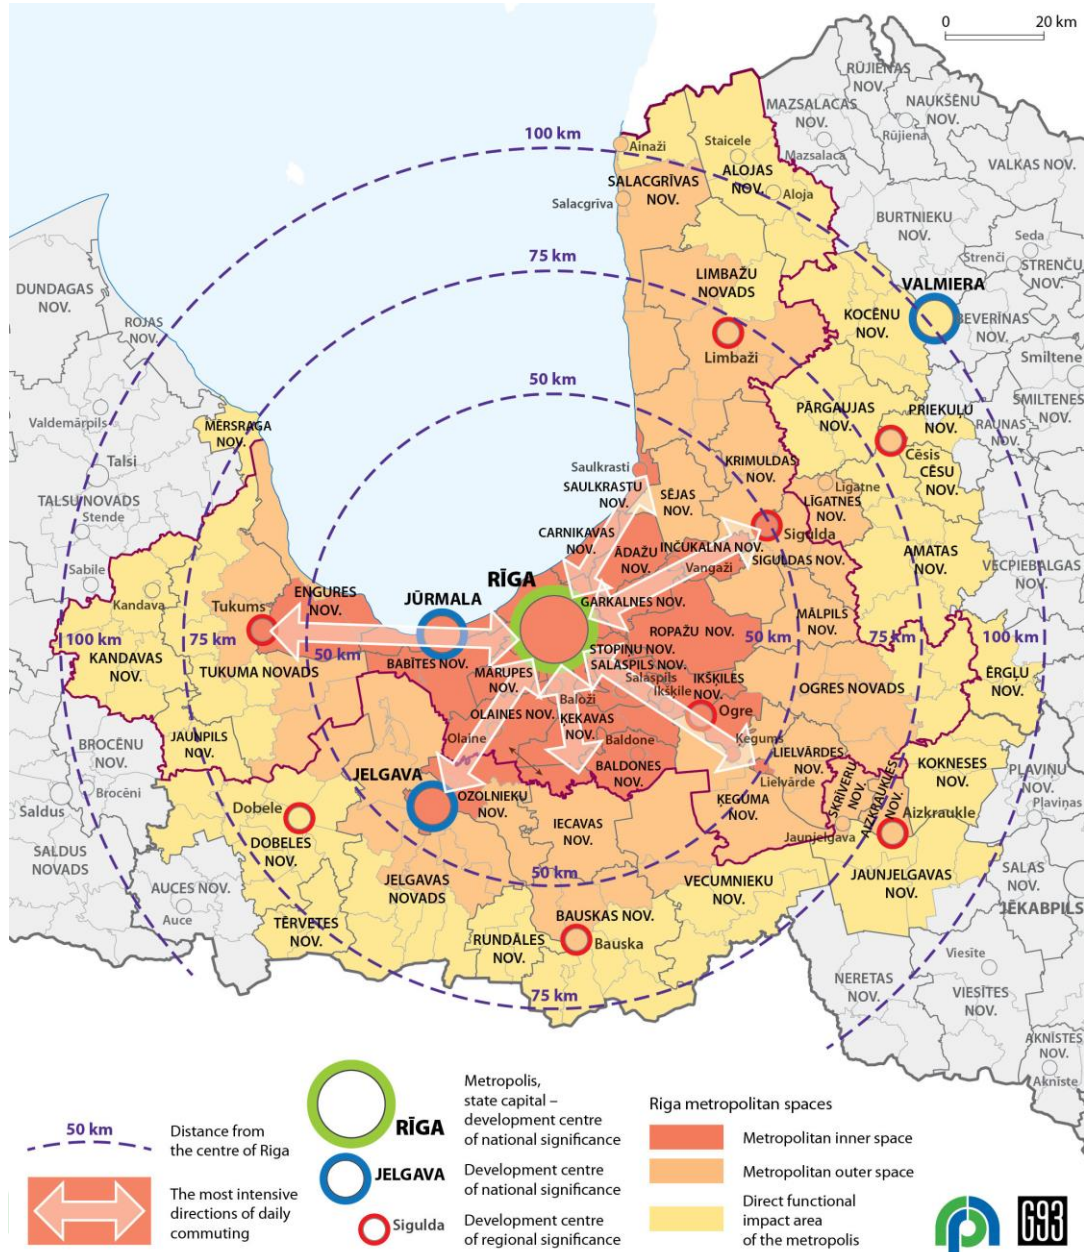 0
20 km
RŪJIENAS
NOV.
MAZSALACAS
NOV.
NAUKŠĒNU
NOV.
Rūjiena
Mazsalaca
VALKAS NOV.
100 km
Ainaži
Staicele
ALOJAS
NOV.
Aloja
SALACGRĪVAS
NOV.
Salacgrīva
BURTNIEKU
NOV.
Seda
Strenči
STRENČU
NOV.
75 km
LIMBAŽU
NOVADS
Limbaži
VALMIERA
KOCĒNU
NOV.
BEVERĪNAS
NOV.
DUNDAGAS
NOV.
ROJAS
NOV.
Smiltene
SMILTENES
NOV.
50 km
PĀRGAUJAS
NOV.
PRIEKUĻU
NOV.
RAUNAS
NOV.
Valdemārpils
MĒRSRAGA
NOV.
Cēsis
CĒSU
NOV.
Talsi
TALSU NOVADS
Stende
Saulkrasti
SAULKRASTU
NOV.
KRIMULDAS
NOV.
SĒJAS
NOV.
Līgatne
LĪGATNES
NOV.
CARNIKAVAS
NOV.
ĀDAŽU
NOV.
INČUKALNA NOV.
Vangaži
Sigulda
SIGULDAS NOV.
AMATAS
NOV.
VECPIEBALGAS
NOV.
Sabile
Kandava
KANDAVAS
NOV.
Tukums
ENGURES
NOV.
JŪRMALA
RĪGA
GARKALNES NOV.
MĀLPILS
NOV.
100 km
75 km
50 km
TUKUMA NOVADS
BABĪTES NOV.
MĀRUPES
NOV.
STOPIŅU NOV.
SALASPILS NOV.
Salaspils
ROPAŽU NOV.
50 km
75 km
100 km
Ikšķile
IKŠĶILES
NOV.
Ogre
OGRES NOVADS
ĒRGĻU
NOV.
JAUNPILS
NOV.
OLAINES NOV.
Olaine
Baloži
ĶEKAVAS
NOV.
Baldone
BALDONES
NOV.
Ķegums
LIELVĀRDES
NOV.
Lielvārde
BROCĒNU
NOV.
Brocēni
Saldus
SALDUS
NOVADS
JELGAVA
OZOLNIEKU
NOV.
Dobele
DOBELES
NOV.
IECAVAS
NOV.
ĶEGUMA
NOV.
SKRĪVERU
NOV.
AIZKRAUKLES
NOV.
KOKNESES
NOV.
Aizkraukle
Jaunjelgava
PĻAVIŅU
NOV.
Pļaviņas
AUCES NOV.
Auce
JELGAVAS
NOVADS
50 km
VECUMNIEKU
NOV.
JAUNJELGAVAS
NOV.
SALAS
NOV.
JĒKABPILS
TĒRVETES
NOV.
RUNDĀLES
NOV.
BAUSKAS NOV.
Bauska
NERETAS
NOV.
Viesīte
VIESĪTES
NOV.
75 km
AKNĪSTES
NOV.
Aknīste
50 km
Distance from
the centre of Riga
The most intensive
directions of daily
commuting
RĪGA
Metropolis,
state capital –
development centre
of national significance
JELGAVA
Development centre
of national significance
Sigulda
Development centre
of regional significance
Riga metropolitan spaces
Metropolitan inner space
Metropolitan outer space
Direct functional
impact area
of the metropolis
G93